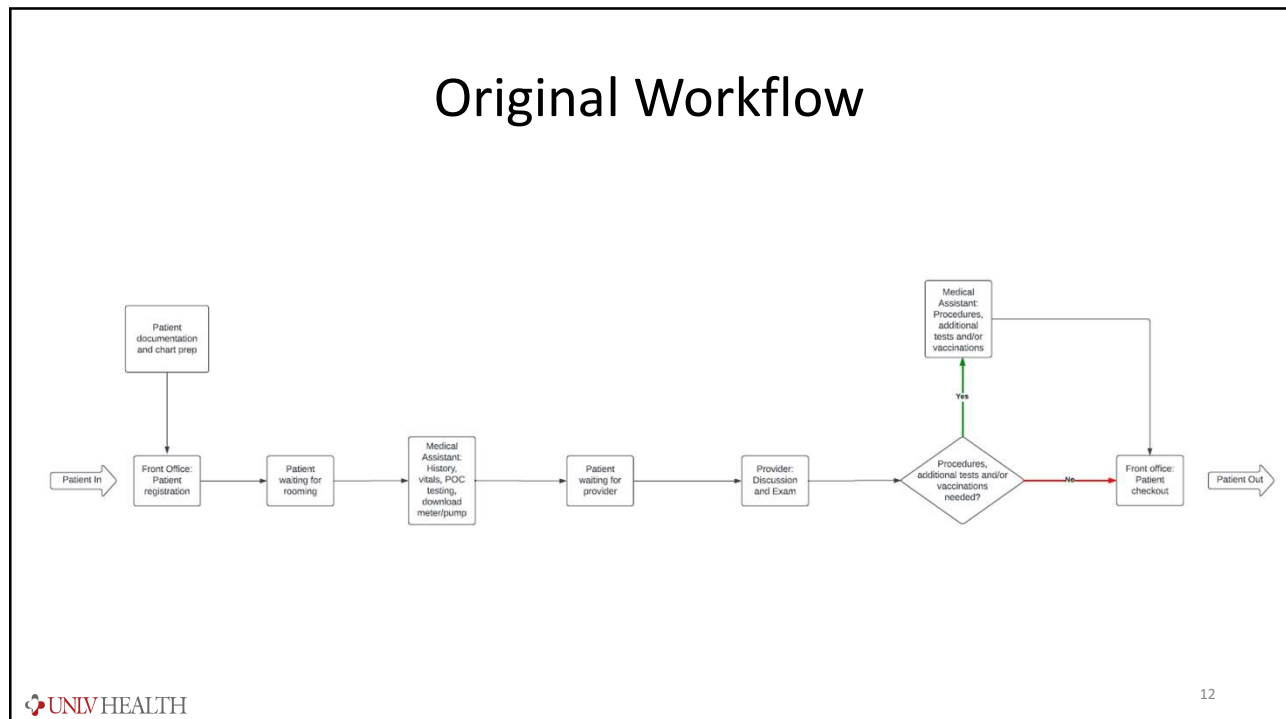 Original Workflow
Patient
documentation
and chart prep
Patient In
Front Office:
Patient
registration
Patient
waiting for
rooming
Medical
Assistant:
History,
vitals, POC
testing,
download
meter/pump
Patient
waiting for
provider
Provider:
Discussion
and Exam
Procedures,
additional tests and/or
vaccinations
needed?
Yes
Medical
Assistant:
Procedures,
additional
tests and/or
vaccinations
No
Front office:
Patient
checkout
Patient Out
UNLV HEALTH
12